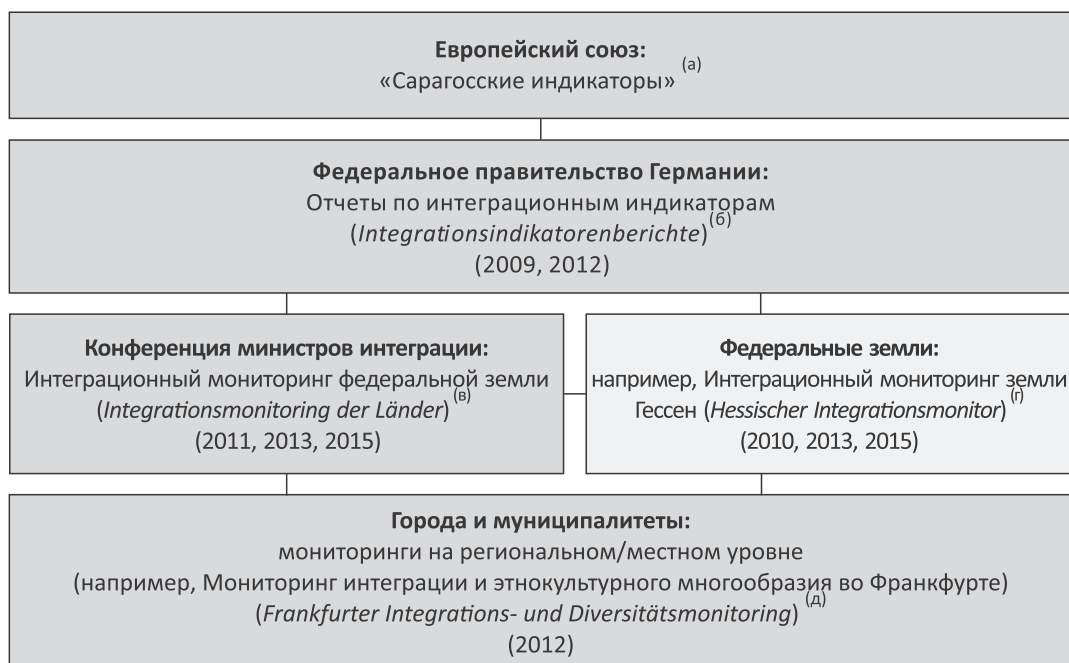 Европейский союз:
«Сарагосские индикаторы» (а)
Федеральное правительство Германии:
Отчеты по интеграционным индикаторам
(Integrationsindikatorenberichte)(б)
(2009, 2012)
Конференция министров интеграции:
Интеграционный мониторинг федеральной земли
(Integrationsmonitoring der Länder) (в)
(2011, 2013, 2015)
Федеральные земли:
например, Интеграционный мониторинг земли
Гессен (Hessischer Integrationsmonitor) (г)
(2010, 2013, 2015)
Города и муниципалитеты:
мониторинги на региональном/местном уровне
(например, Мониторинг интеграции и этнокультурного многообразия во Франкфурте)
(Frankfurter Integrations- und Diversitätsmonitoring) (д)
(2012)